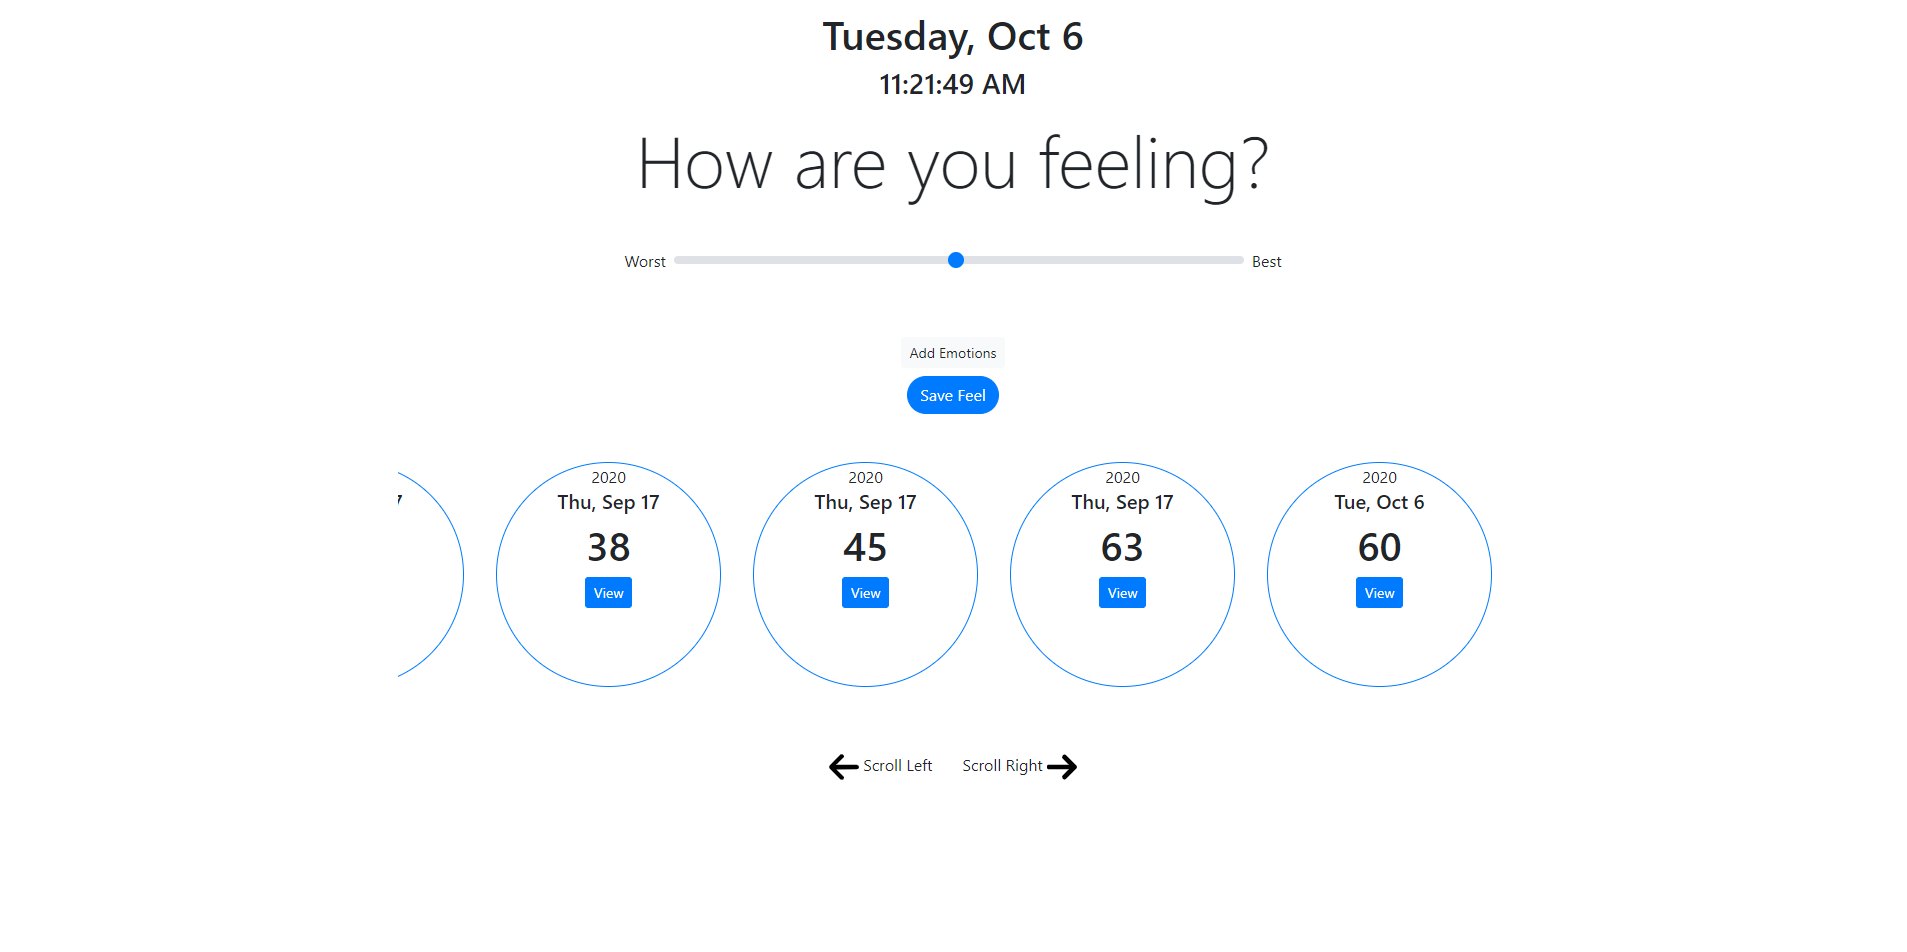 Tuesday, Oct 6
11:21:49 AM
How are you feeling?
Worst Best
Add Emotions
Save Feel
2020 2020 2020 2020
Thu, Sep 17 Thu, Sep 17 Thu, Sep 17 Tue, Oct 6
38 45 63 60
View View View View
Scroll Left Scroll Right